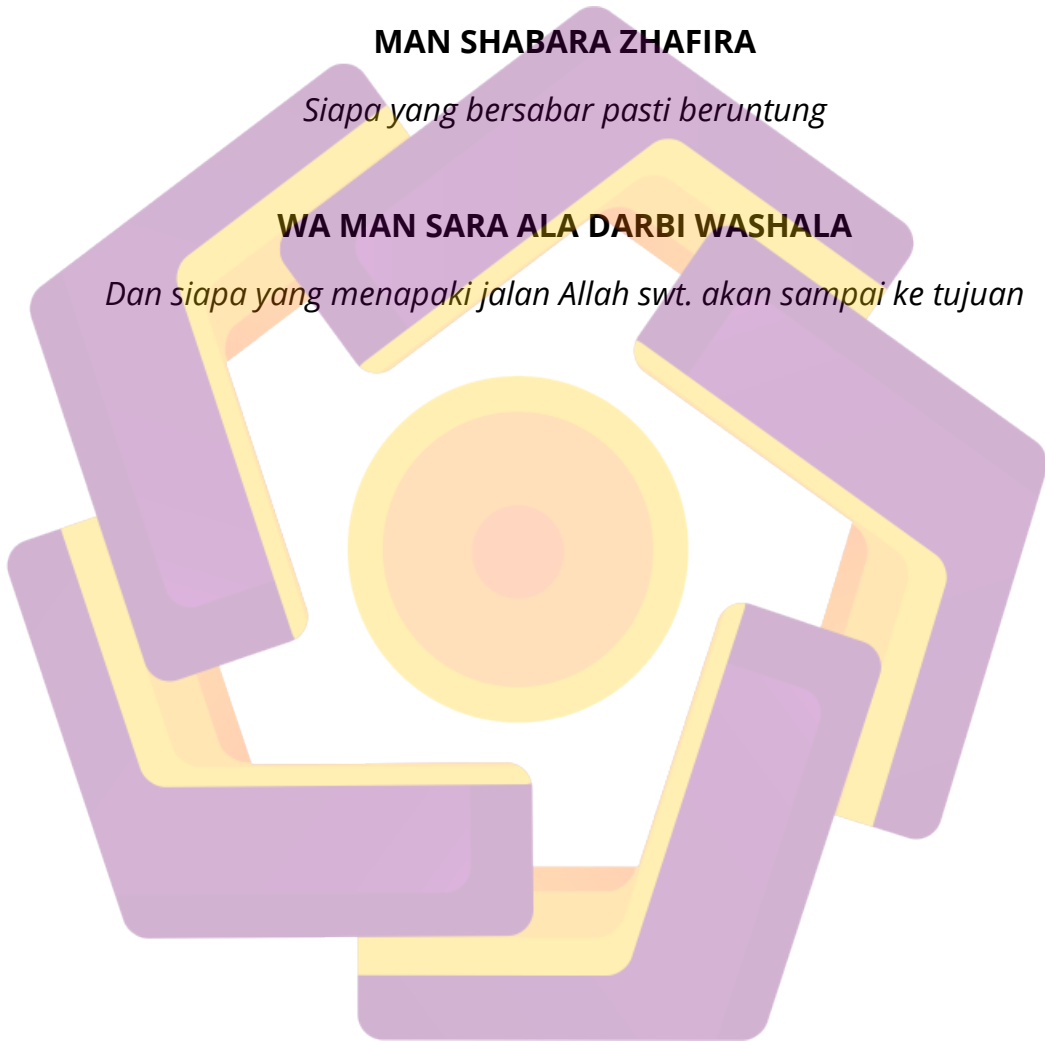 MAN SHABARA ZHAFIRA
Siapa yang bersabar pasti beruntung
WA MAN SARA ALA DARBI WASHALA
Dan siapa yang menapaki jalan Allah swt. akan sampai ke tujuan